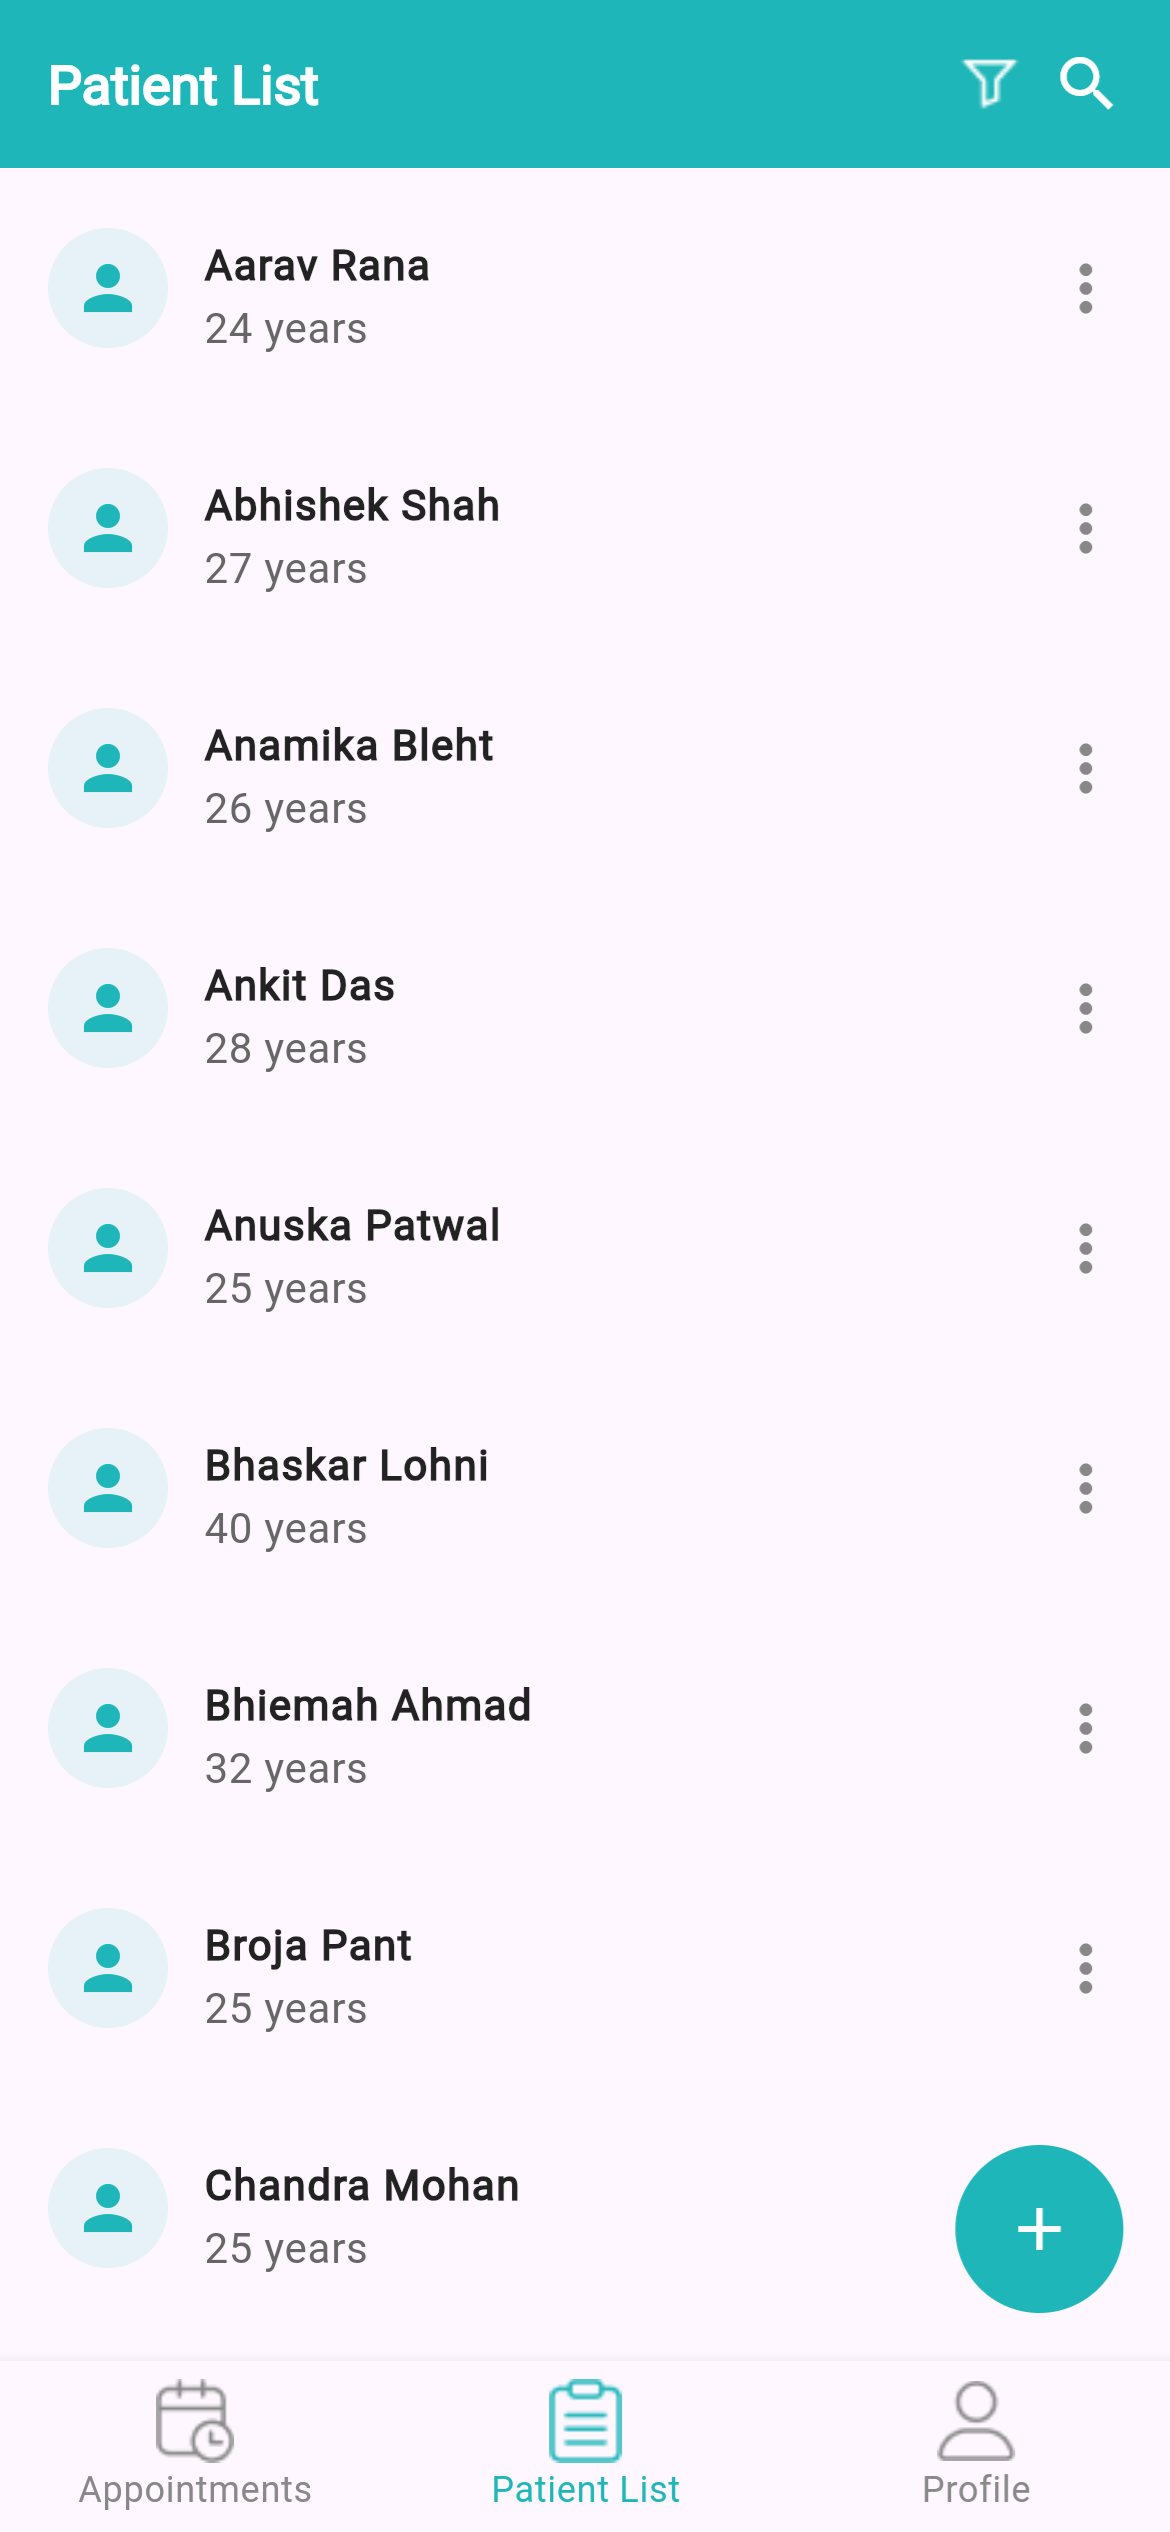 Patient List
Aarav Rana
24 years
Abhishek Shah
27 years
Anamika Bleht
26 years
Ankit Das
28 years
Anuska Patwal
25 years
Bhaskar Lohni
40 years
Bhiemah Ahmad
32 years
Broja Pant
25 years
Chandra Mohan
25 years
Appointments
Patient List
Profile